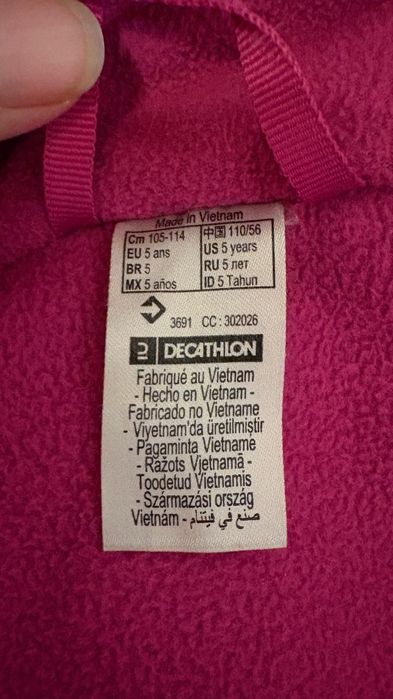 Made in Vietnam
Cm 105-114
EU 5 ans
BR 5
MX 5 años
中国 110/56
US 5 years
RU 5 лет
ID 5 Tahun
3691 CC : 302026
DECATHLON
Fabriqué au Vietnam
- Hecho en Vietnam -
Fabricado no Vietname
- Viyetnam'da üretilmiştir
- Pagaminta Vietname
- Ražots Vjetnamā -
Toodetud Vietnamis
- Származási ország
Vietnám - صنع في فيتنام